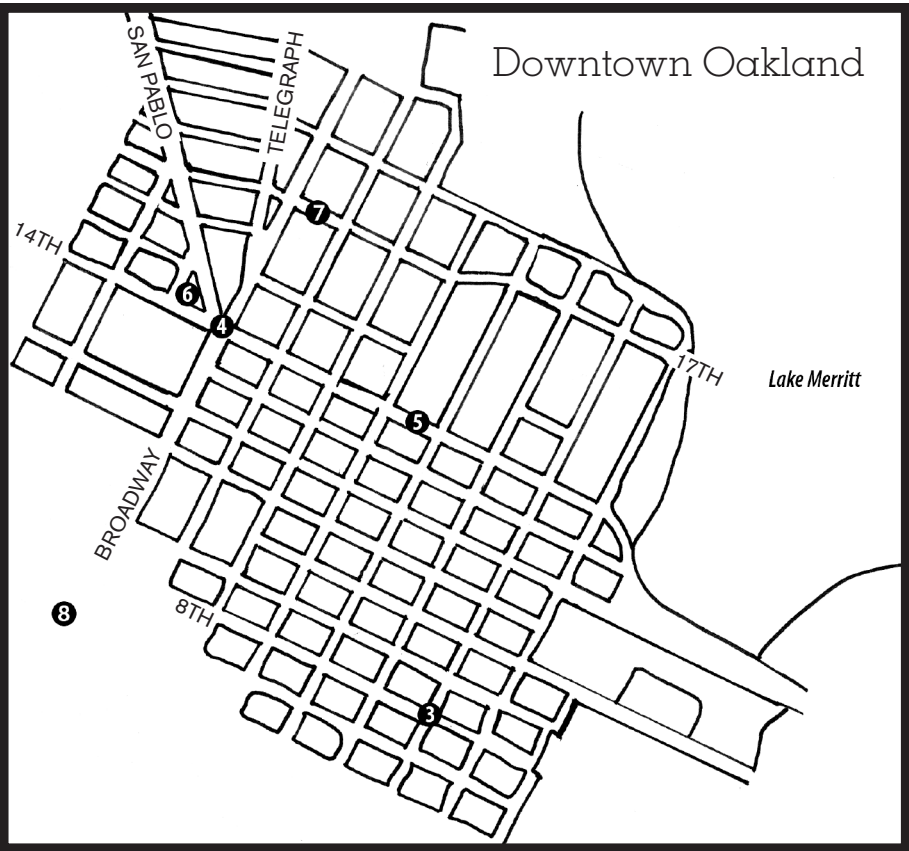 Downtown Oakland
SAN PABLO
TELEGRAPH
7
14TH
6
4
17TH
Lake Merritt
5
BROADWAY
8TH
8
3